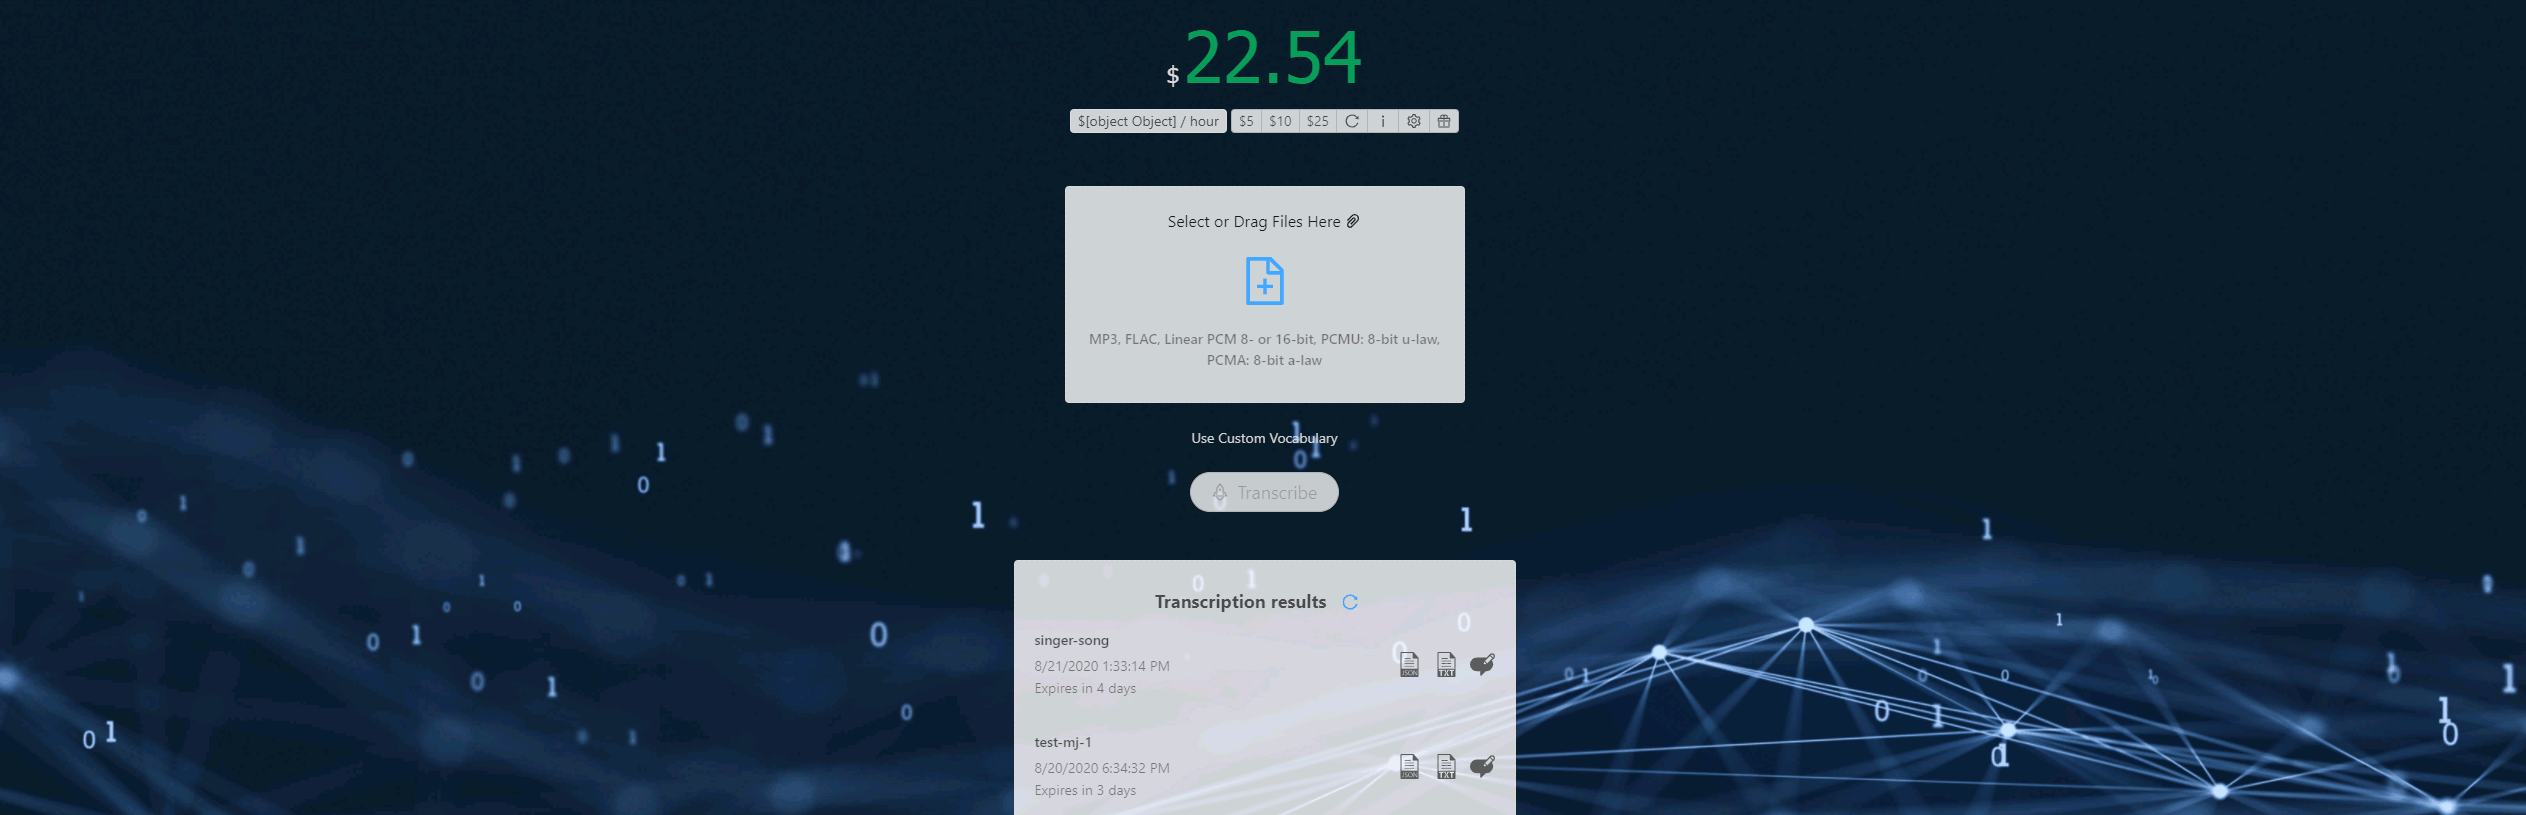 $22.54
$[object Object] / hour $5 $10 $25
Select or Drag Files Here
MP3, FLAC, Linear PCM 8- or 16-bit, PCMU: 8-bit u-law,
PCMA: 8-bit a-law
Use Custom Vocabulary
Transcribe
Transcription results
singer-song
8/21/2020 1:33:14 PM
JSON TXT
Expires in 4 days
test-mj-1
8/20/2020 6:34:32 PM
JSON TXT
Expires in 3 days